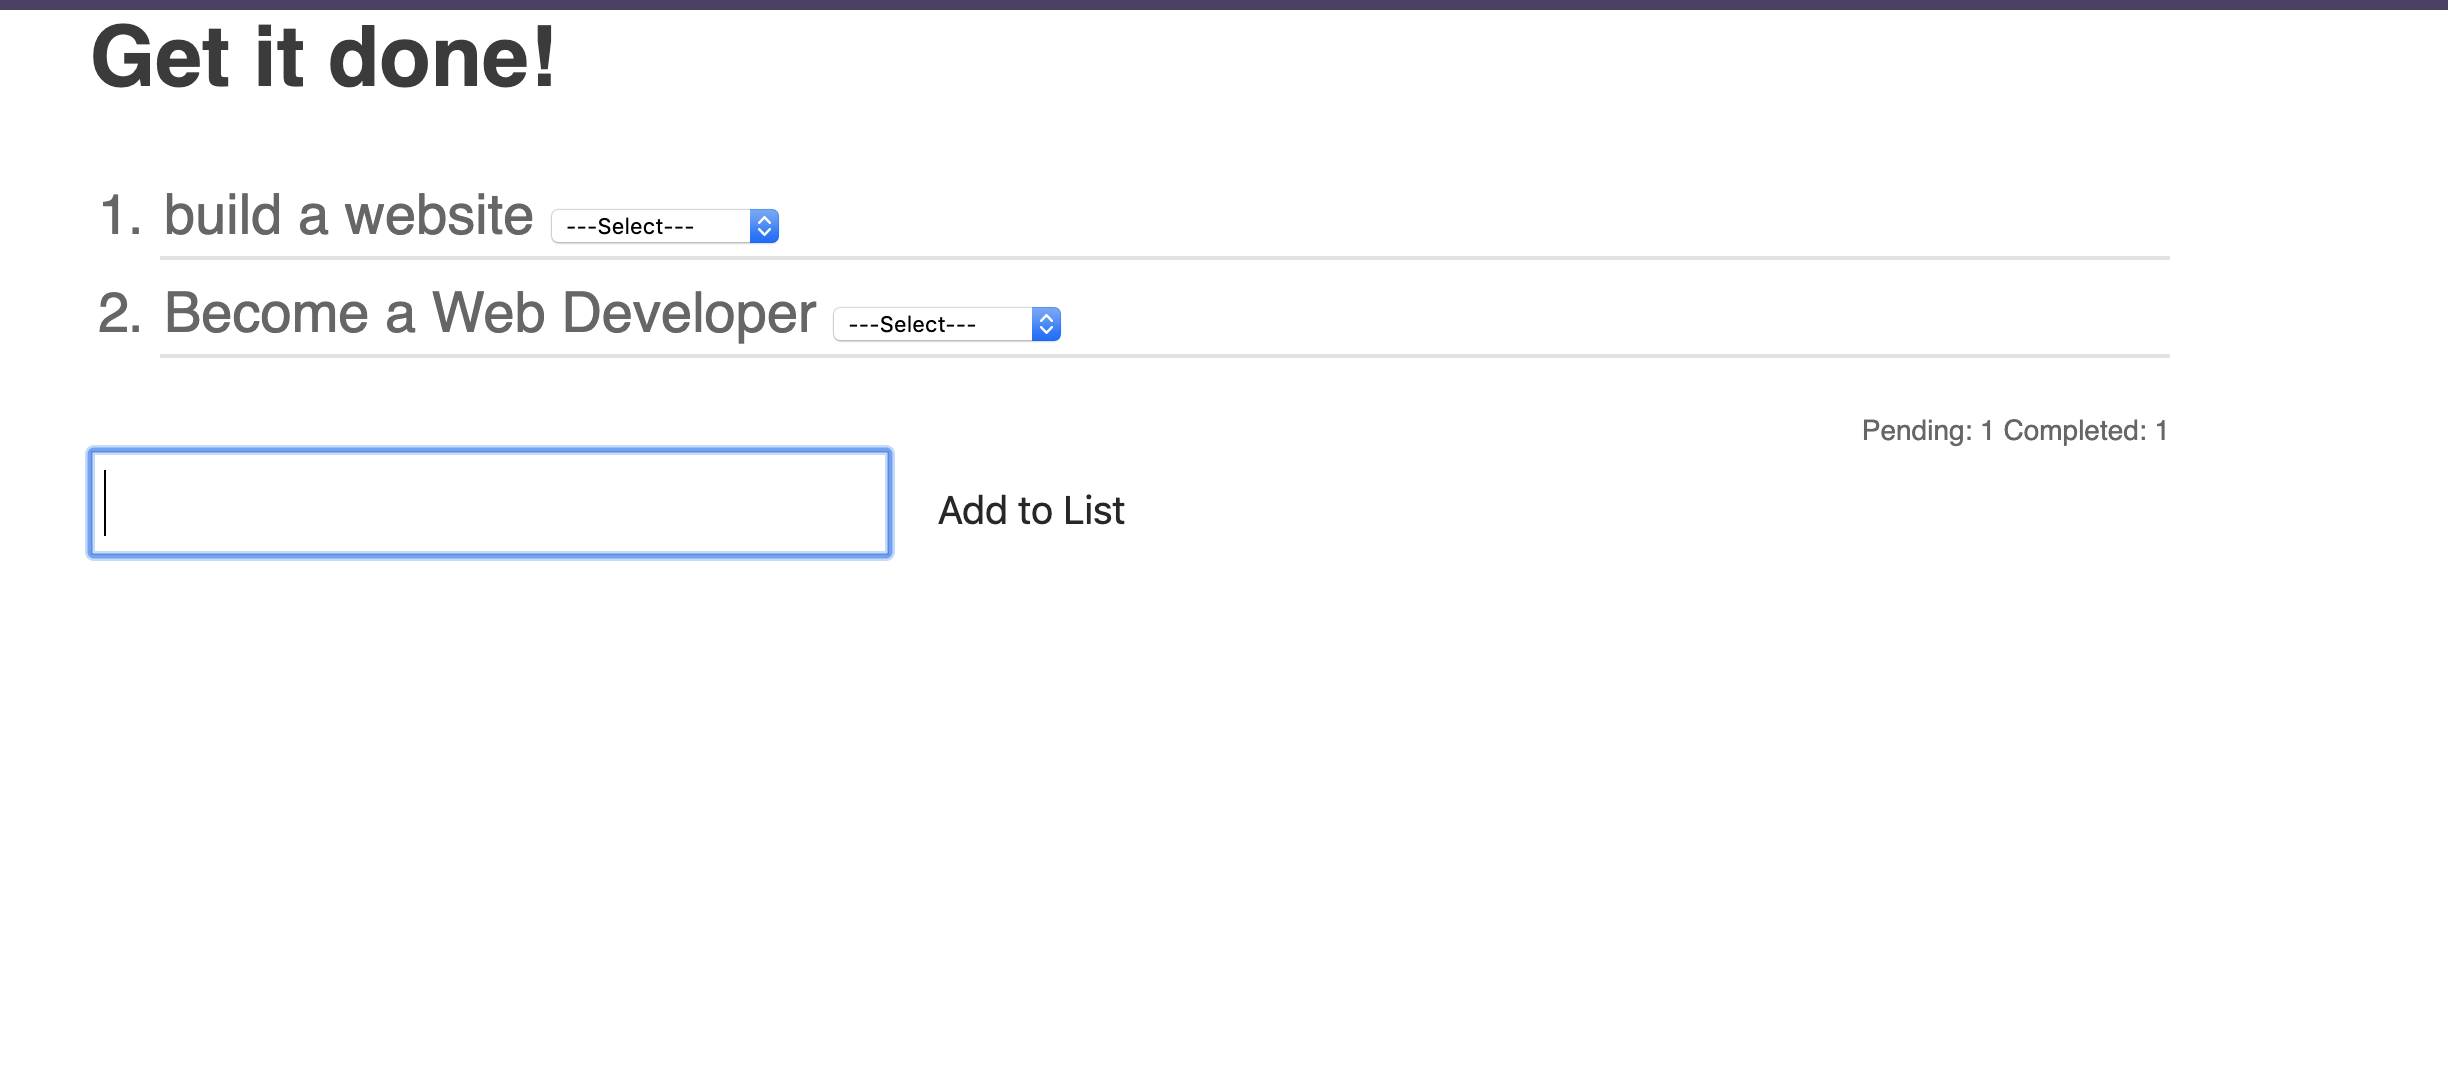 Get it done!
1. build a website ---Select---
2. Become a Web Developer ---Select---
Pending: 1 Completed: 1
Add to List